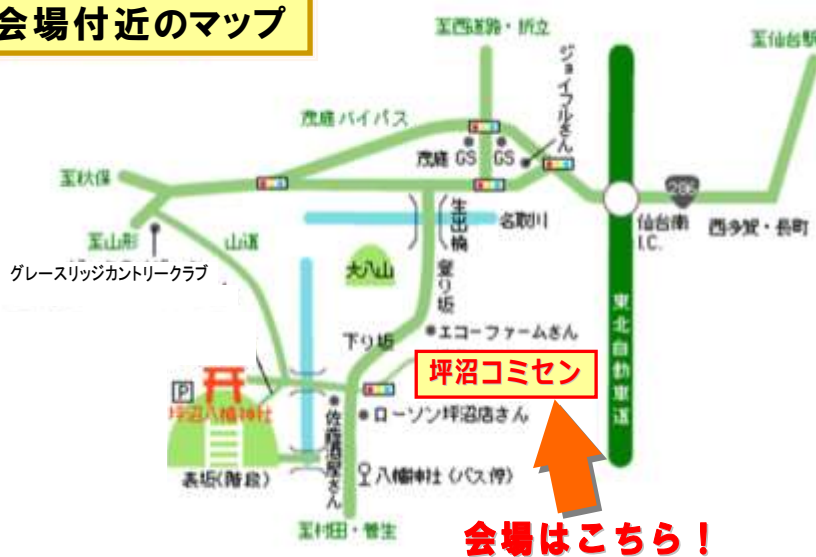 会場付近のマップ
至西道路・折立
至仙台駅
ジョイフルさん
茂庭バイパス
茂庭 GS
GS
至秋保
286
生出橋
名取川
仙台南
I.C.
西多賀・長町
至山形
山道
グレースリッジカントリークラブ
太八山
登り坂
東北自動車道
エコーファームさん
下り坂
坪沼コミセン
P
坪沼八幡神社
ローソン坪沼店さん
佐藤酒屋さん
表坂(階段)
八幡神社(バス停)
至村田・菅生
会場はこちら！